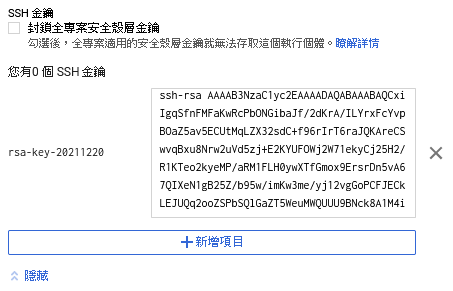 SSH 金鑰
封鎖全專案安全殼層金鑰
勾選後，全專案適用的安全殼層金鑰就無法存取這個執行個體。瞭解詳情
您有0 個 SSH 金鑰
rsa-key-20211220
ssh-rsa AAAAB3NzaC1yc2EAAAADAQABAAABAQCxi
IgqSfnFMFaKwRcPbONGibaJf/2dKrA/ILYrxFcYvp
BOaZ5av5ECUtMqLZX32sdC+f96rIrT6raJQKAreCS
wvqBxu8Nrw2uVd5zj+E2KYUFOWj2W71ekyCj25H2/
R1KTeo2kyeMP/aRM1FLH0ywXTfGmox9ErsrDn5vA6
7QIXeN1gB25Z/b95w/imKw3me/yj12vgGoPCFJECk
LEJUQq2ooZSPbSQlGaZT5WeuMWQUUU9BNck8A1M4i
新增項目
隱藏